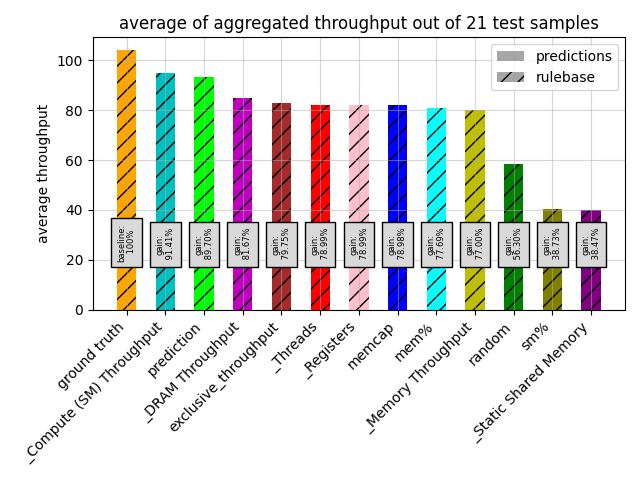 average of aggregated throughput out of 21 test samples
predictions
rulebase
average throughput
100
80
60
40
20
0
baseline:
100%
gain:
91.41%
gain:
89.70%
gain:
81.67%
gain:
79.75%
gain:
78.99%
gain:
78.99%
gain:
78.98%
gain:
77.69%
gain:
77.00%
gain:
56.30%
gain:
38.73%
gain:
38.47%
ground truth
_Compute (SM) Throughput
prediction
_DRAM Throughput
exclusive_throughput
_Threads
_Registers
memcap
mem%
_Memory Throughput
random
sm%
_Static Shared Memory